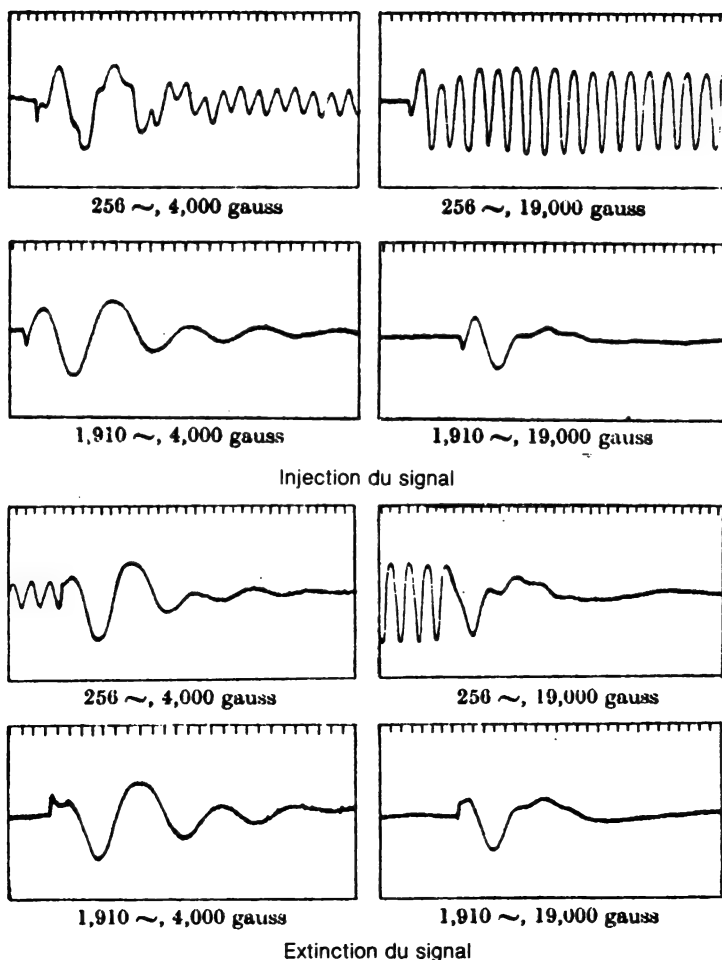 256 ~, 4,000 gauss
256 ~, 19,000 gauss
1,910 ~, 4,000 gauss
1,910 ~, 19,000 gauss
Injection du signal
256 ~, 4,000 gauss
256 ~, 19,000 gauss
1,910 ~, 4,000 gauss
1,910 ~, 19,000 gauss
Extinction du signal